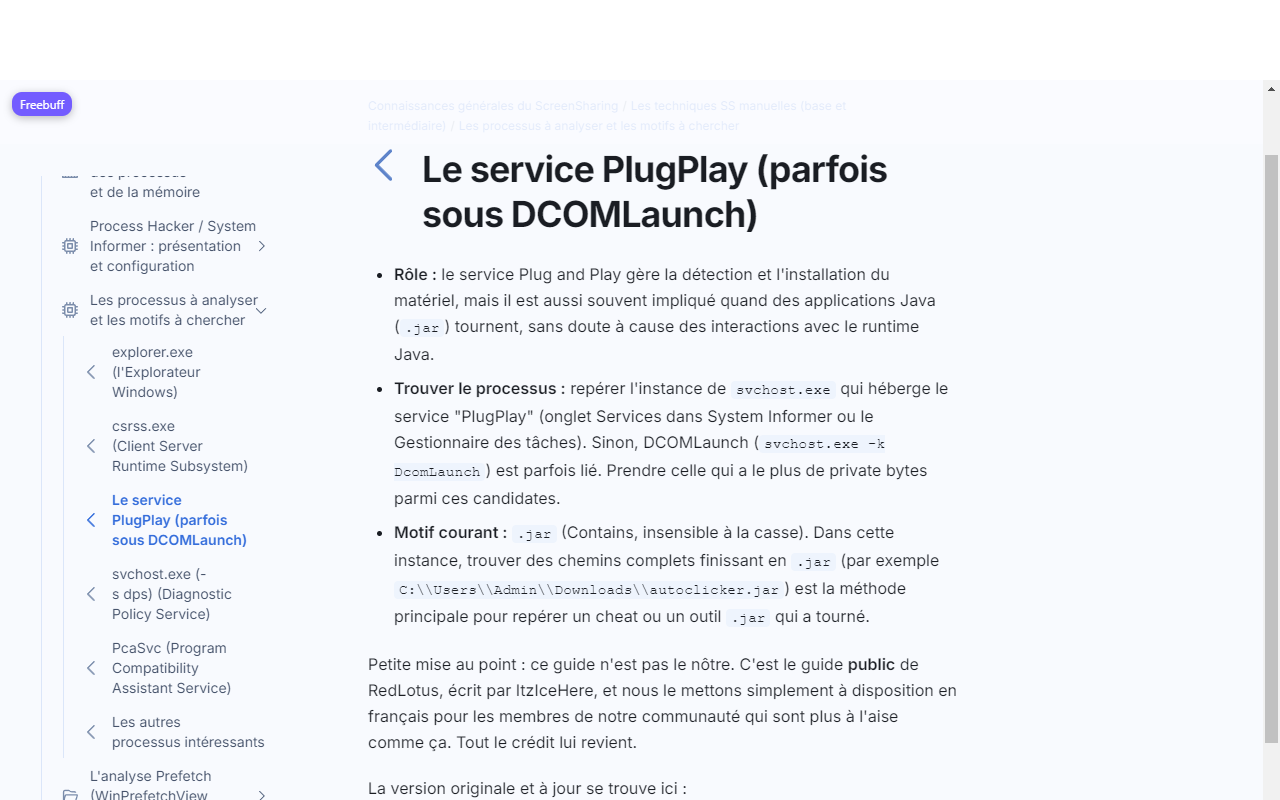 Freebuff
Connaissances générales du ScreenSharing / Les techniques SS manuelles (base et
intermédiaire) / Les processus à analyser et les motifs à chercher
Le service PlugPlay (parfois
sous DCOMLaunch)
et de la mémoire
Process Hacker / System
Informer : présentation
et configuration
Les processus à analyser
et les motifs à chercher
explorer.exe
(l'Explorateur
Windows)
csrss.exe
(Client Server
Runtime Subsystem)
Le service
PlugPlay (parfois
sous DCOMLaunch)
svchost.exe (-
s dps) (Diagnostic
Policy Service)
PcaSvc (Program
Compatibility
Assistant Service)
Les autres
processus intéressants
L'analyse Prefetch
(WinPrefetchView
Rôle : le service Plug and Play gère la détection et l'installation du
matériel, mais il est aussi souvent impliqué quand des applications Java
(.jar) tournent, sans doute à cause des interactions avec le runtime
Java.
Trouver le processus : repérer l'instance de svchost.exe qui héberge le
service "PlugPlay" (onglet Services dans System Informer ou le
Gestionnaire des tâches). Sinon, DCOMLaunch (svchost.exe -k
DcomLaunch) est parfois lié. Prendre celle qui a le plus de private bytes
parmi ces candidates.
Motif courant : .jar (Contains, insensible à la casse). Dans cette
instance, trouver des chemins complets finissant en .jar (par exemple
C:\\Users\\Admin\\Downloads\\autoclicker.jar) est la méthode
principale pour repérer un cheat ou un outil .jar qui a tourné.
Petite mise au point : ce guide n'est pas le nôtre. C'est le guide public de
RedLotus, écrit par ItzIceHere, et nous le mettons simplement à disposition en
français pour les membres de notre communauté qui sont plus à l'aise
comme ça. Tout le crédit lui revient.
La version originale et à jour se trouve ici :